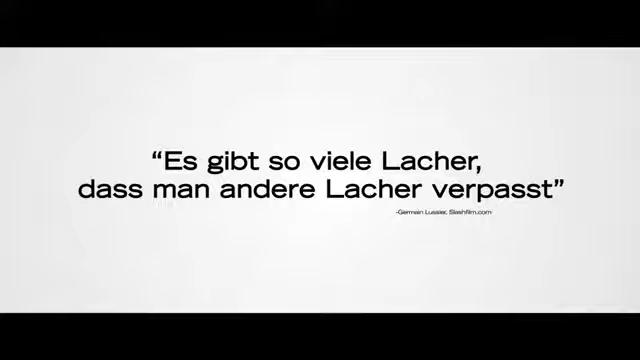 “Es gibt so viele Lacher,
dass man andere Lacher verpasst”
-Germain Lussier, Slashfilm.com